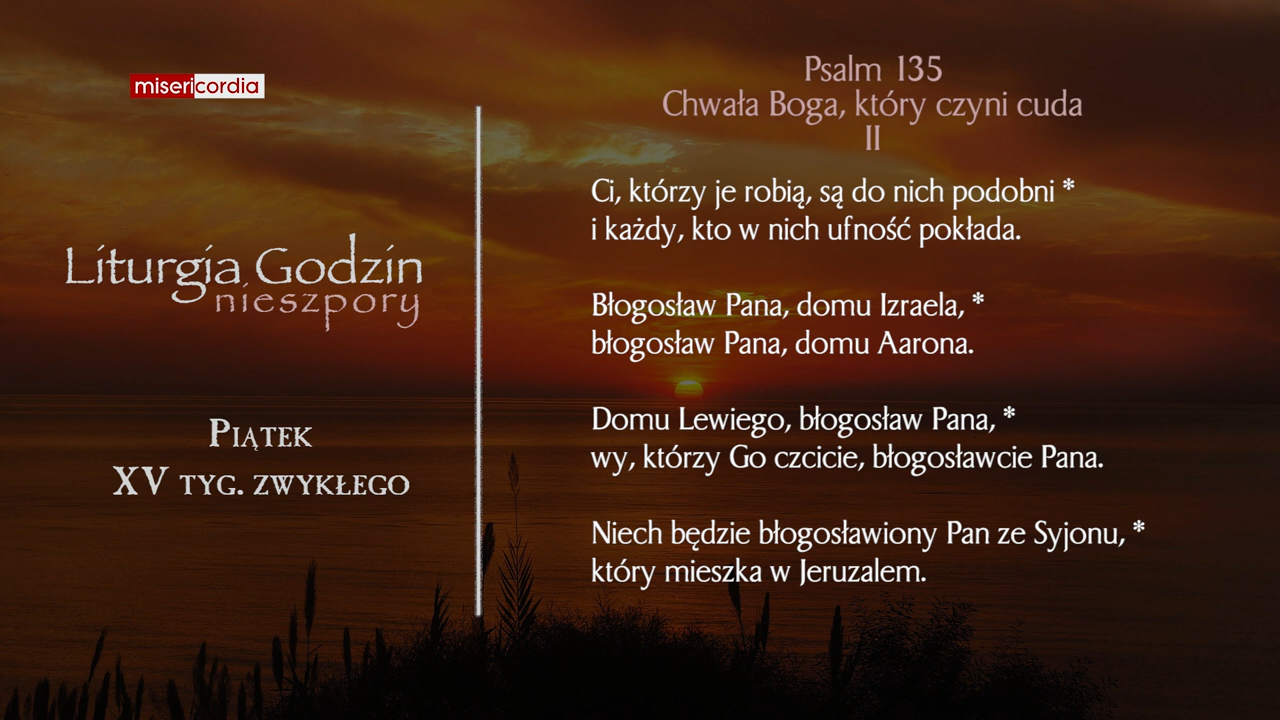 misericordia
Liturgia Godzin
nieszpory
Piątek
XV tyg. zwykłego
Psalm 135
Chwała Boga, który czyni cuda
II
Ci, którzy je robią, są do nich podobni *
i każdy, kto w nich ufność pokłada.
Błogosław Pana, domu Izraela, *
błogosław Pana, domu Aarona.
Domu Lewiego, błogosław Pana, *
wy, którzy Go czcicie, błogosławcie Pana.
Niech będzie błogosławiony Pan ze Syjonu, *
który mieszka w Jeruzalem.